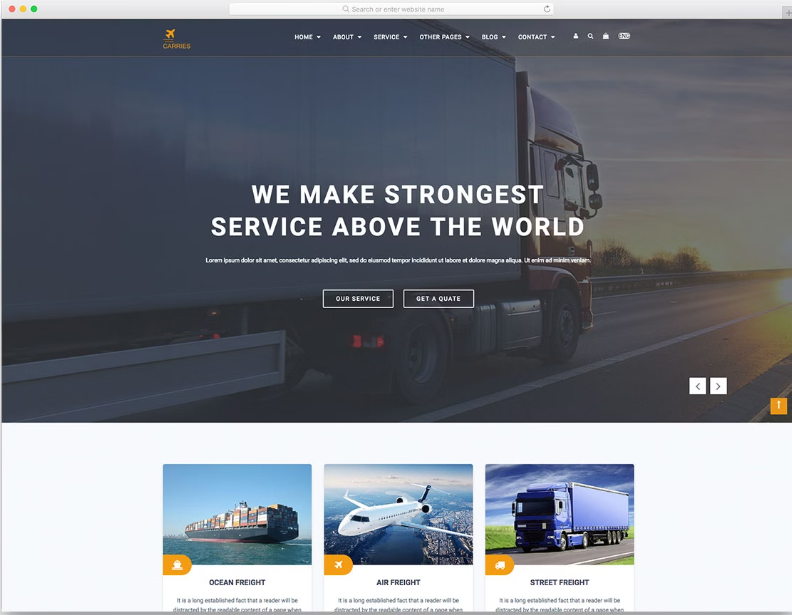 Search or enter website name
CARRIES
HOME ABOUT SERVICE OTHER PAGES BLOG CONTACT ENG
WE MAKE STRONGEST
SERVICE ABOVE THE WORLD
Lorem ipsum dolor sit amet, consectetur adipiscing elit, sed do eiusmod tempor incididunt ut labore et dolore magna aliqua. Ut enim ad minim veniam.
OUR SERVICE GET A QUATE
OCEAN FREIGHT AIR FREIGHT STREET FREIGHT
It is a long established fact that a reader will be It is a long established fact that a reader will be It is a long established fact that a reader will be
distracted by the readable content of a page when distracted by the readable content of a page when distracted by the readable content of a page when